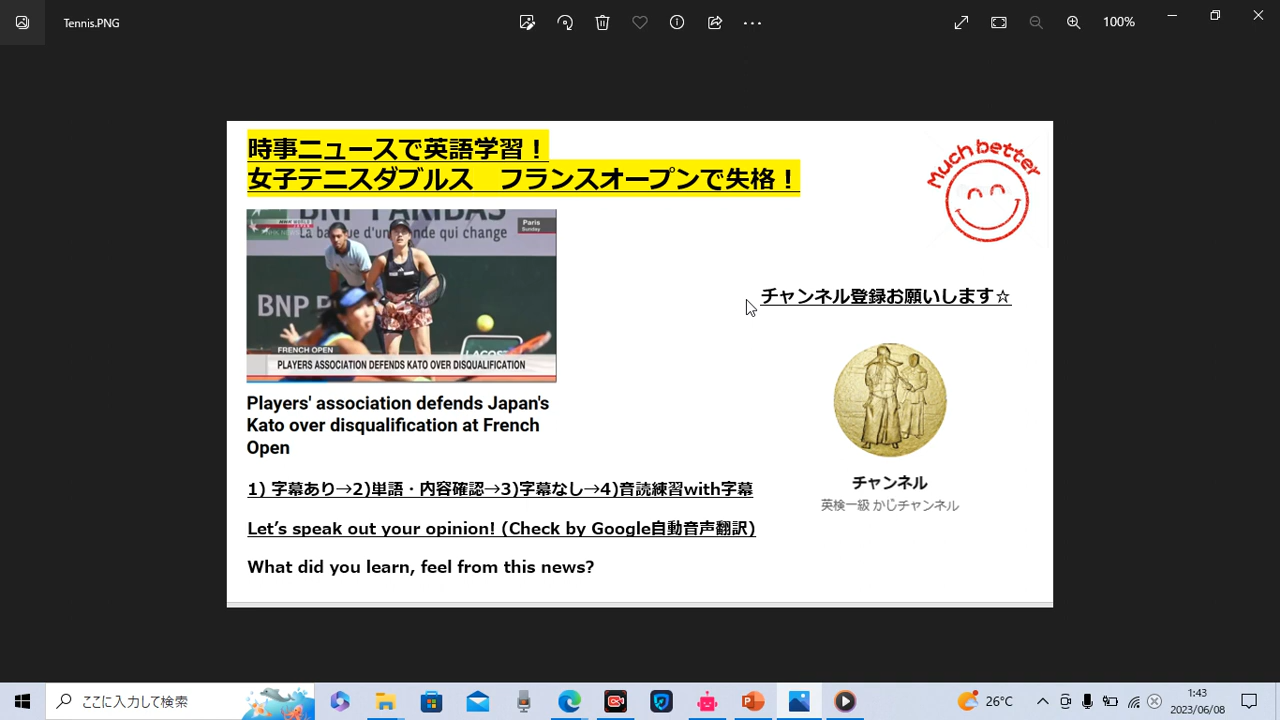 Tennis.PNG
100%
時事ニュースで英語学習！
女子テニスダブルス　フランスオープンで失格！
Much better
BNP PARIBAS
La banque d'un monde qui change
NHK WORLD
Paris
Sunday
BNP P
LACOS
FRENCH OPEN
PLAYERS ASSOCIATION DEFENDS KATO OVER DISQUALIFICATION
チャンネル登録お願いします☆
Players' association defends Japan's
Kato over disqualification at French
Open
チャンネル
英検一級 かじチャンネル
1) 字幕あり→2)単語・内容確認→3)字幕なし→4)音読練習with字幕
Let’s speak out your opinion! (Check by Google自動音声翻訳)
What did you learn, feel from this news?
ここに入力して検索
26°C
1:43
2023/06/08